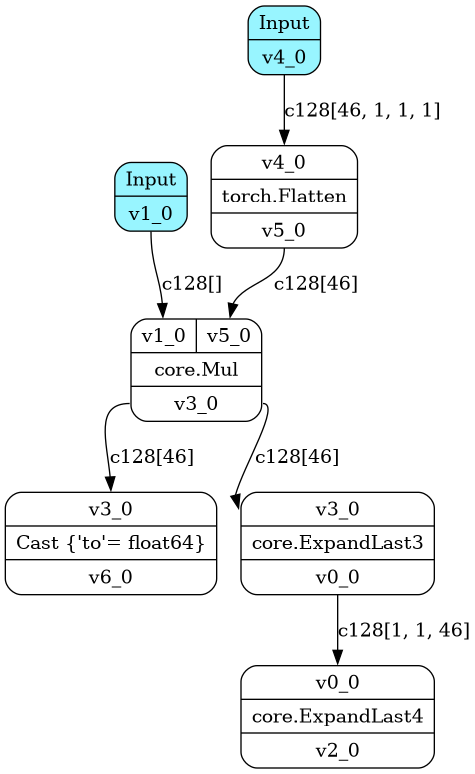 Input
v4_0
c128[46, 1, 1, 1]
v4_0
torch.Flatten
v5_0
Input
v1_0
c128[]
c128[46]
v1_0 v5_0
core.Mul
v3_0
c128[46]
c128[46]
v3_0
Cast {'to'= float64}
v6_0
v3_0
core.ExpandLast3
v0_0
c128[1, 1, 46]
v0_0
core.ExpandLast4
v2_0